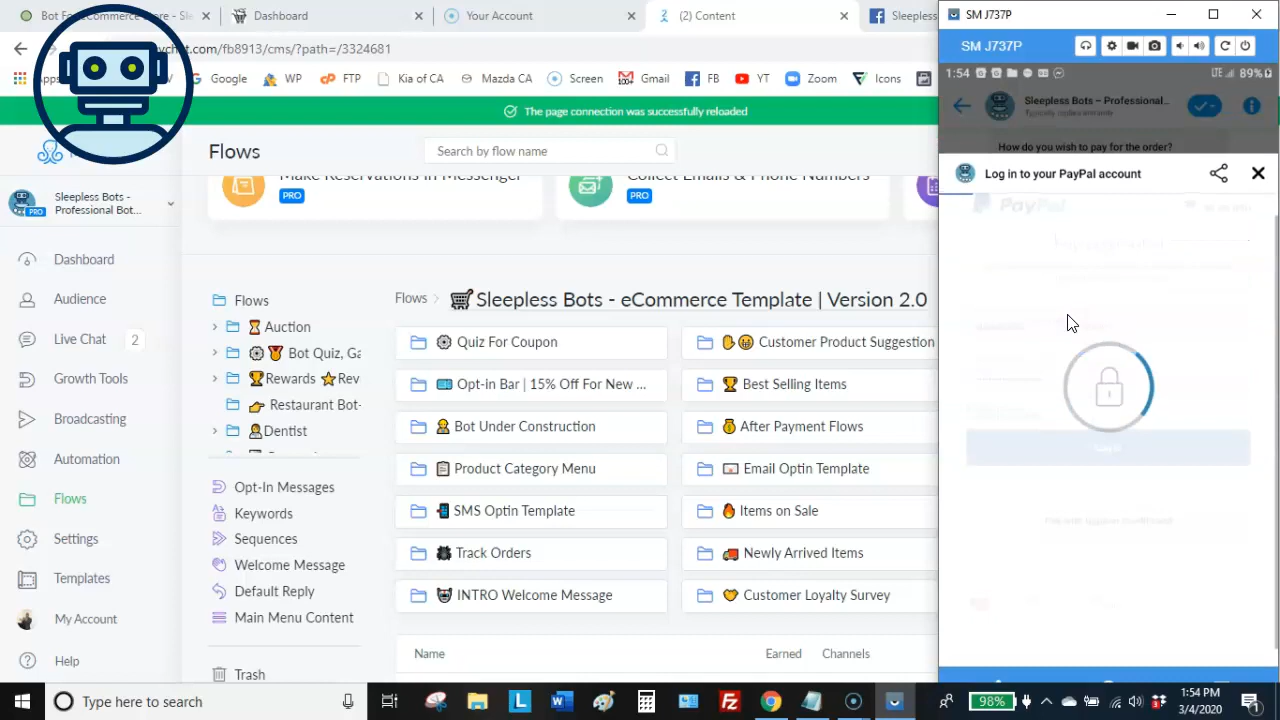 Bot For eCommerce Store - Sle
Dashboard
Your Account
(2) Content
Sleepless
SM J737P
ychat.com/fb8913/cms/?path=/3324681
SM J737P
Google
WP
FTP
Kia of CA
Mazda CA
Screen
Gmail
FB
YT
Zoom
Icons
1:54
LTE
89%
The page connection was successfully reloaded
Sleepless Bots – Professional...
Typically replies instantly
How do you wish to pay for the order?
Flows
Search by flow name
Log in to your PayPal account
Sleepless Bots -
Professional Bot...
PRO
Make Reservations in Messenger
PRO
Collect Emails & Phone Numbers
PRO
PayPal
Dashboard
Audience
Live Chat 2
Growth Tools
Broadcasting
Automation
Flows
Settings
Templates
My Account
Help
Flows
Auction
Bot Quiz, Ga
Rewards Rev
Restaurant Bot-
Dentist
Opt-In Messages
Keywords
Sequences
Welcome Message
Default Reply
Main Menu Content
Trash
Flows
Sleepless Bots - eCommerce Template | Version 2.0
Quiz For Coupon
Customer Product Suggestion
Opt-in Bar | 15% Off For New ...
Best Selling Items
Bot Under Construction
After Payment Flows
Product Category Menu
Email Optin Template
SMS Optin Template
Items on Sale
Track Orders
Newly Arrived Items
INTRO Welcome Message
Customer Loyalty Survey
Name
Earned
Channels
Log In
Type here to search
98%
1:54 PM
3/4/2020